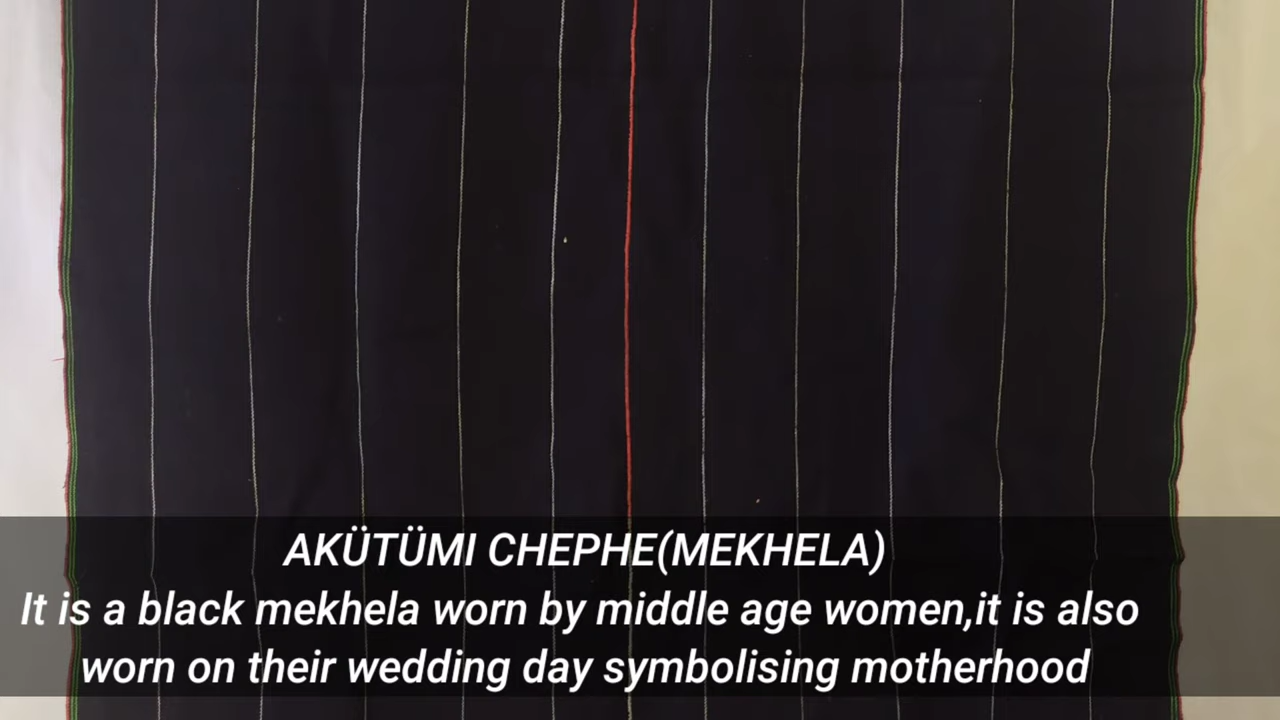 AKÜTÜMI CHEPHE(MEKHELA)
It is a black mekhela worn by middle age women,it is also
worn on their wedding day symbolising motherhood